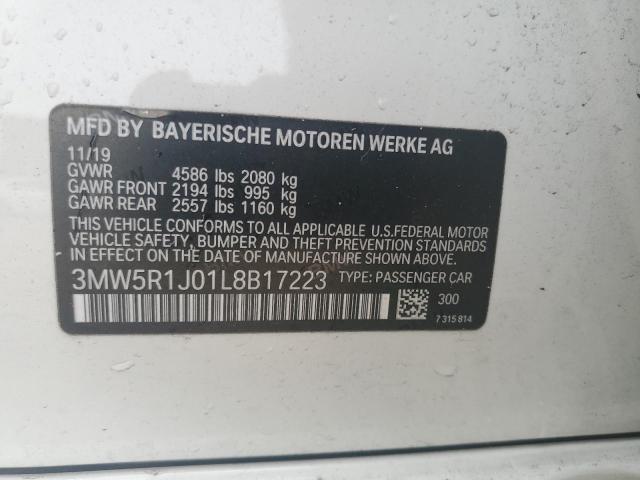 MFD BY BAYERISCHE MOTOREN WERKE AG
11/19
GVWR 4586 lbs 2080 kg
GAWR FRONT 2194 lbs 995 kg
GAWR REAR 2557 lbs 1160 kg
THIS VEHICLE CONFORMS TO ALL APPLICABLE U.S.FEDERAL MOTOR
VEHICLE SAFETY, BUMPER AND THEFT PREVENTION STANDARDS
IN EFFECT ON THE DATE OF MANUFACTURE SHOWN ABOVE.
3MW5R1J01L8B17223 TYPE: PASSENGER CAR
300
7 315 814